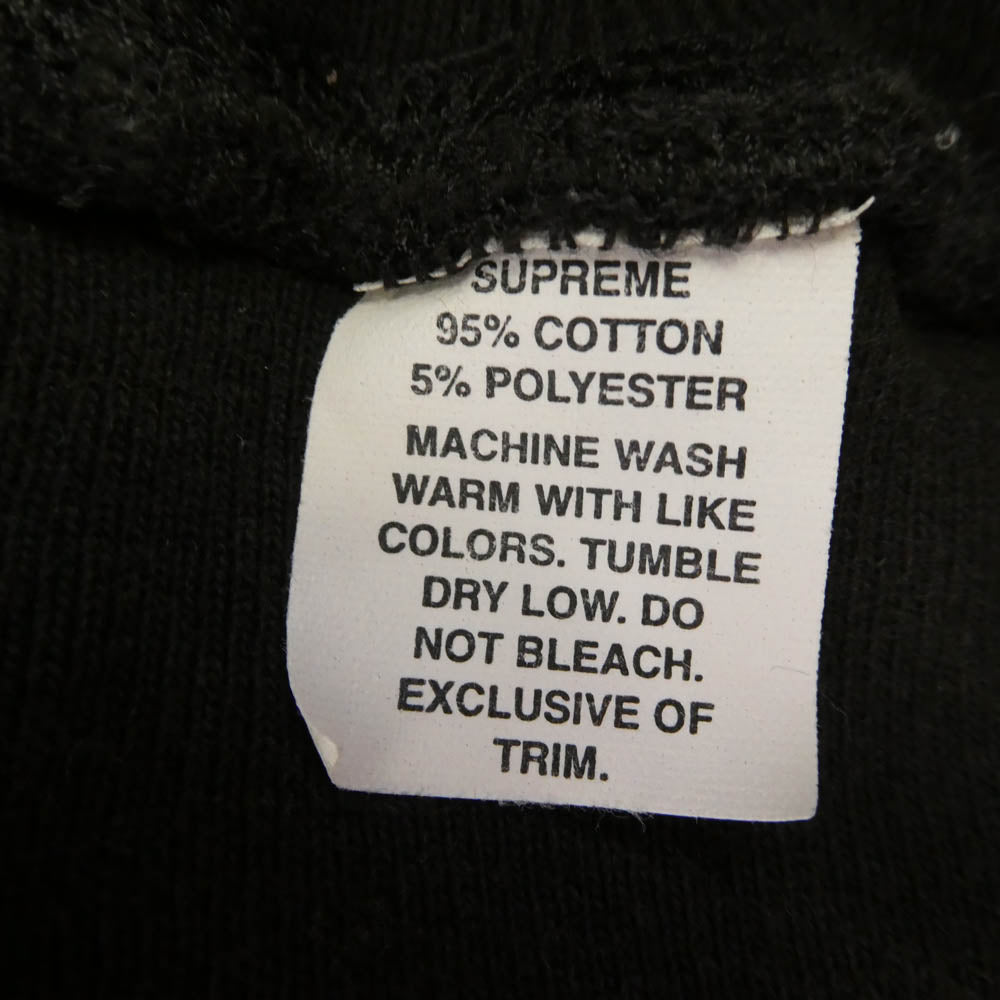 SUPREME
95% COTTON
5% POLYESTER
MACHINE WASH
WARM WITH LIKE
COLORS. TUMBLE
DRY LOW. DO
NOT BLEACH.
EXCLUSIVE OF
TRIM.